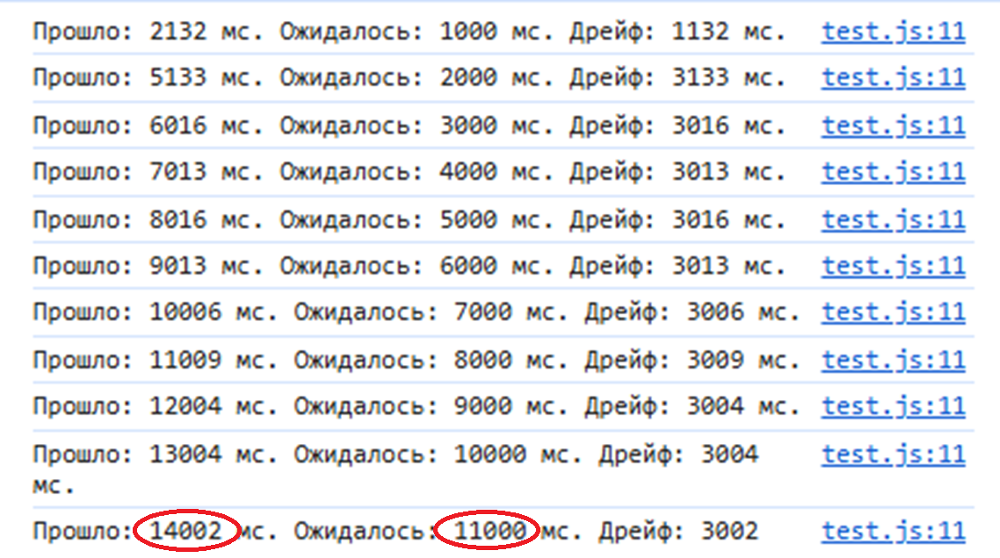 Прошло: 2132 мс. Ожидалось: 1000 мс. Дрейф: 1132 мс. test.js:11
Прошло: 5133 мс. Ожидалось: 2000 мс. Дрейф: 3133 мс. test.js:11
Прошло: 6016 мс. Ожидалось: 3000 мс. Дрейф: 3016 мс. test.js:11
Прошло: 7013 мс. Ожидалось: 4000 мс. Дрейф: 3013 мс. test.js:11
Прошло: 8016 мс. Ожидалось: 5000 мс. Дрейф: 3016 мс. test.js:11
Прошло: 9013 мс. Ожидалось: 6000 мс. Дрейф: 3013 мс. test.js:11
Прошло: 10006 мс. Ожидалось: 7000 мс. Дрейф: 3006 мс. test.js:11
Прошло: 11009 мс. Ожидалось: 8000 мс. Дрейф: 3009 мс. test.js:11
Прошло: 12004 мс. Ожидалось: 9000 мс. Дрейф: 3004 мс. test.js:11
Прошло: 13004 мс. Ожидалось: 10000 мс. Дрейф: 3004 test.js:11
мс.
Прошло: 14002 мс. Ожидалось: 11000 мс. Дрейф: 3002 test.js:11